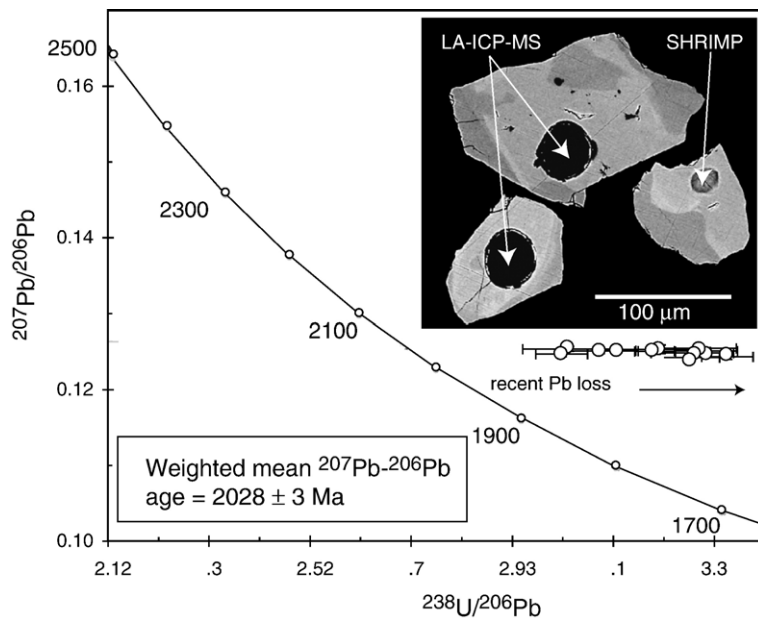 2500
0.16
2300
0.14
2100
0.12
1900
1700
0.10
207Pb/206Pb
LA-ICP-MS
SHRIMP
100 μm
recent Pb loss
Weighted mean 207Pb-206Pb
age = 2028 ± 3 Ma
2.12 .3 2.52 .7 2.93 .1 3.3
238U/206Pb